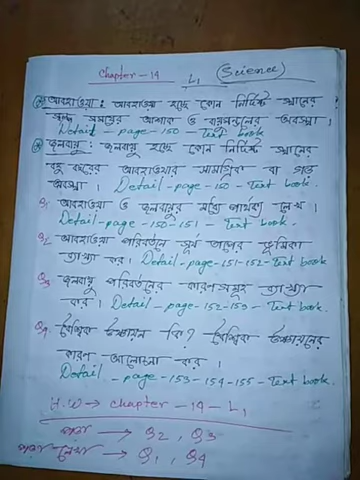 Chapter - 14 L₁ (Science)
আবহাওয়া : আবহাওয়া হচ্ছে কোন নির্দিষ্ট স্থানের
স্বল্প সময়ের আকাশ ও বায়ুমন্ডলের অবস্থা।
Detail - page - 150 - Text book
জলবায়ু : জলবায়ু হচ্ছে কোন নির্দিষ্ট স্থানের
বহু বছরের আবহাওয়ার সামগ্রিক বা গড়
অবস্থা। Detail - page - 150 - Text book.
Q₁ আবহাওয়া ও জলবায়ুর মধ্যে পার্থক্য লেখ।
Detail - page - 150 - 151 - Text book.
Q₂ আবহাওয়া পরিবর্তনে সূর্য তাপের ভূমিকা
ব্যাখ্যা কর। Detail - page - 151 - 152 - Text book
Q₃ জলবায়ু পরিবর্তনের কারণসমূহ ব্যাখ্যা
কর। Detail - page - 152 - 153 - Text book.
Q₄ বৈশ্বিক উষ্ণায়ন কি? বৈশ্বিক উষ্ণায়নের
কারণ আলোচনা কর।
Detail - page - 153 - 154 - 155 - Text book.
H.W → Chapter - 14 - L₁
পড়া → Q₂, Q₃
পড়া লেখা → Q₁, Q₄